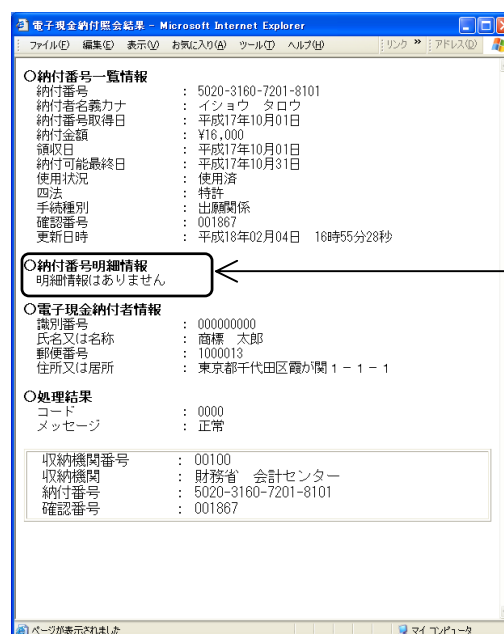 電子現金納付照会結果 - Microsoft Internet Explorer
ファイル(F) 編集(E) 表示(V) お気に入り(A) ツール(T) ヘルプ(H) リンク » アドレス(D)
○納付番号一覧情報
納付番号 : 5020-3160-7201-8101
納付者名義カナ : イショウ タロウ
納付番号取得日 : 平成17年10月01日
納付金額 : ¥16,000
領収日 : 平成17年10月01日
納付可能最終日 : 平成17年10月31日
使用状況 : 使用済
四法 : 特許
手続種別 : 出願関係
確認番号 : 001867
更新日時 : 平成18年02月04日 16時55分28秒
○納付番号明細情報
明細情報はありません
○電子現金納付者情報
識別番号 : 000000000
氏名又は名称 : 商標 太郎
郵便番号 : 1000013
住所又は居所 : 東京都千代田区霞が関1-1-1
○処理結果
コード : 0000
メッセージ : 正常
収納機関番号 : 00100
収納機関 : 財務省 会計センター
納付番号 : 5020-3160-7201-8101
確認番号 : 001867
ページが表示されました マイ コンピュータ